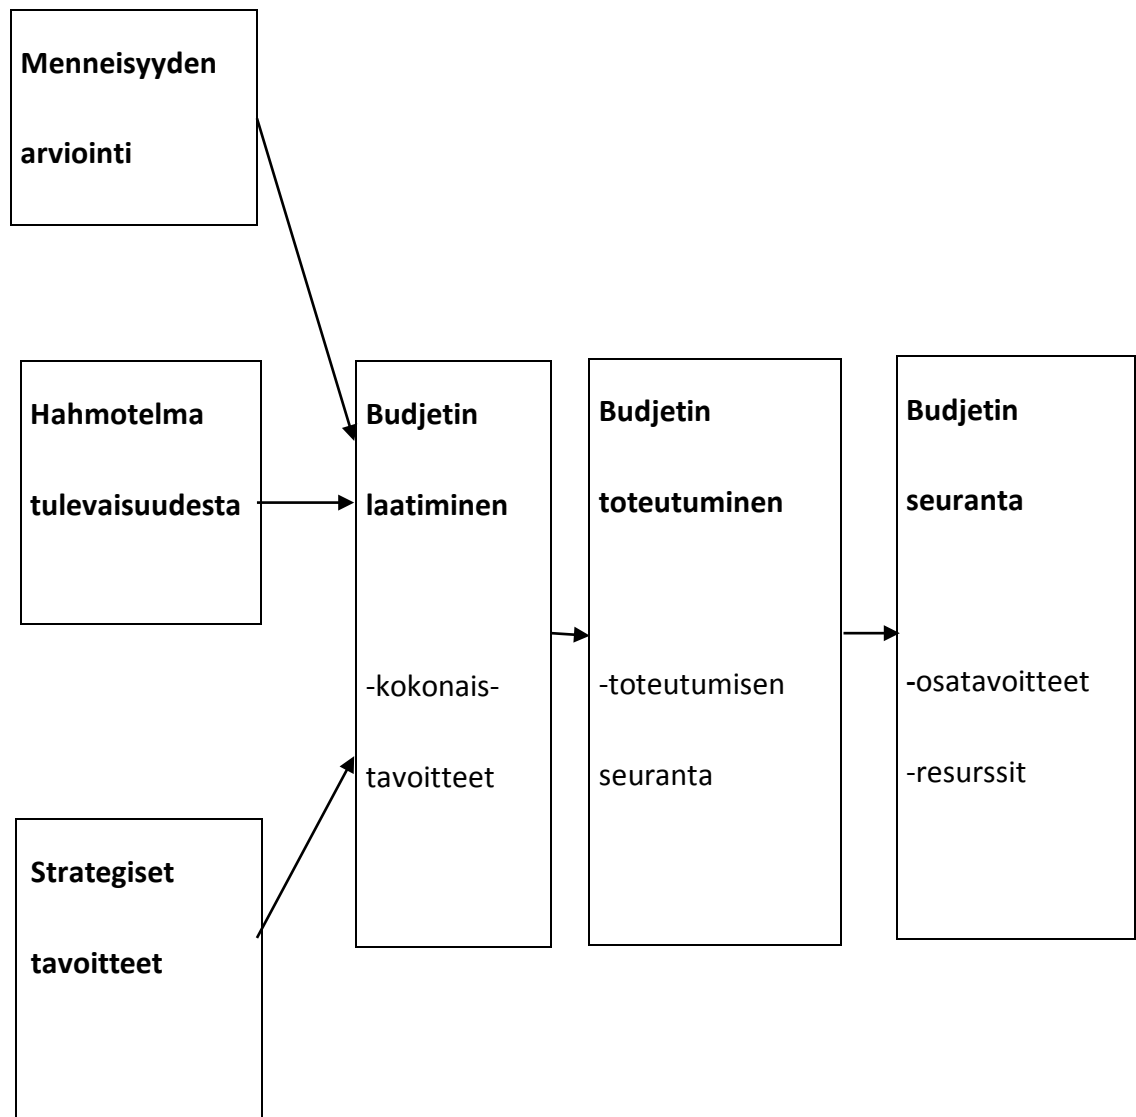 Menneisyyden
arviointi
Hahmotelma
tulevaisuudesta
Budjetin
laatiminen
-kokonais-
tavoitteet
Budjetin
toteutuminen
-toteutumisen
seuranta
Budjetin
seuranta
-osatavoitteet
-resurssit
Strategiset
tavoitteet